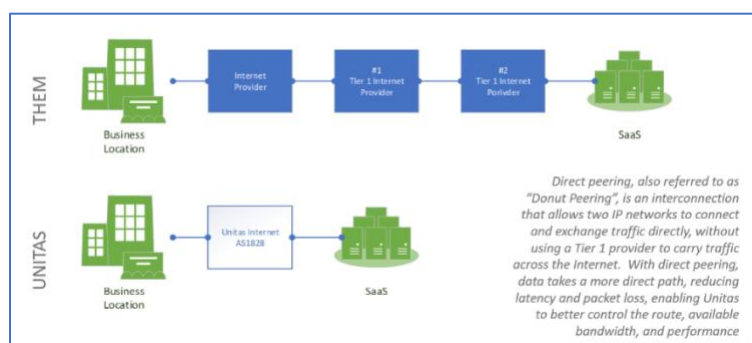 THEM
Business
Location
Internet
Provider
#1
Tier 1 Internet
Provider
#2
Tier 1 Internet
Porivder
SaaS
UNITAS
Business
Location
Unitas Internet
AS1828
SaaS
Direct peering, also referred to as
“Donut Peering”, is an interconnection
that allows two IP networks to connect
and exchange traffic directly, without
using a Tier 1 provider to carry traffic
across the Internet. With direct peering,
data takes a more direct path, reducing
latency and packet loss, enabling Unitas
to better control the route, available
bandwidth, and performance